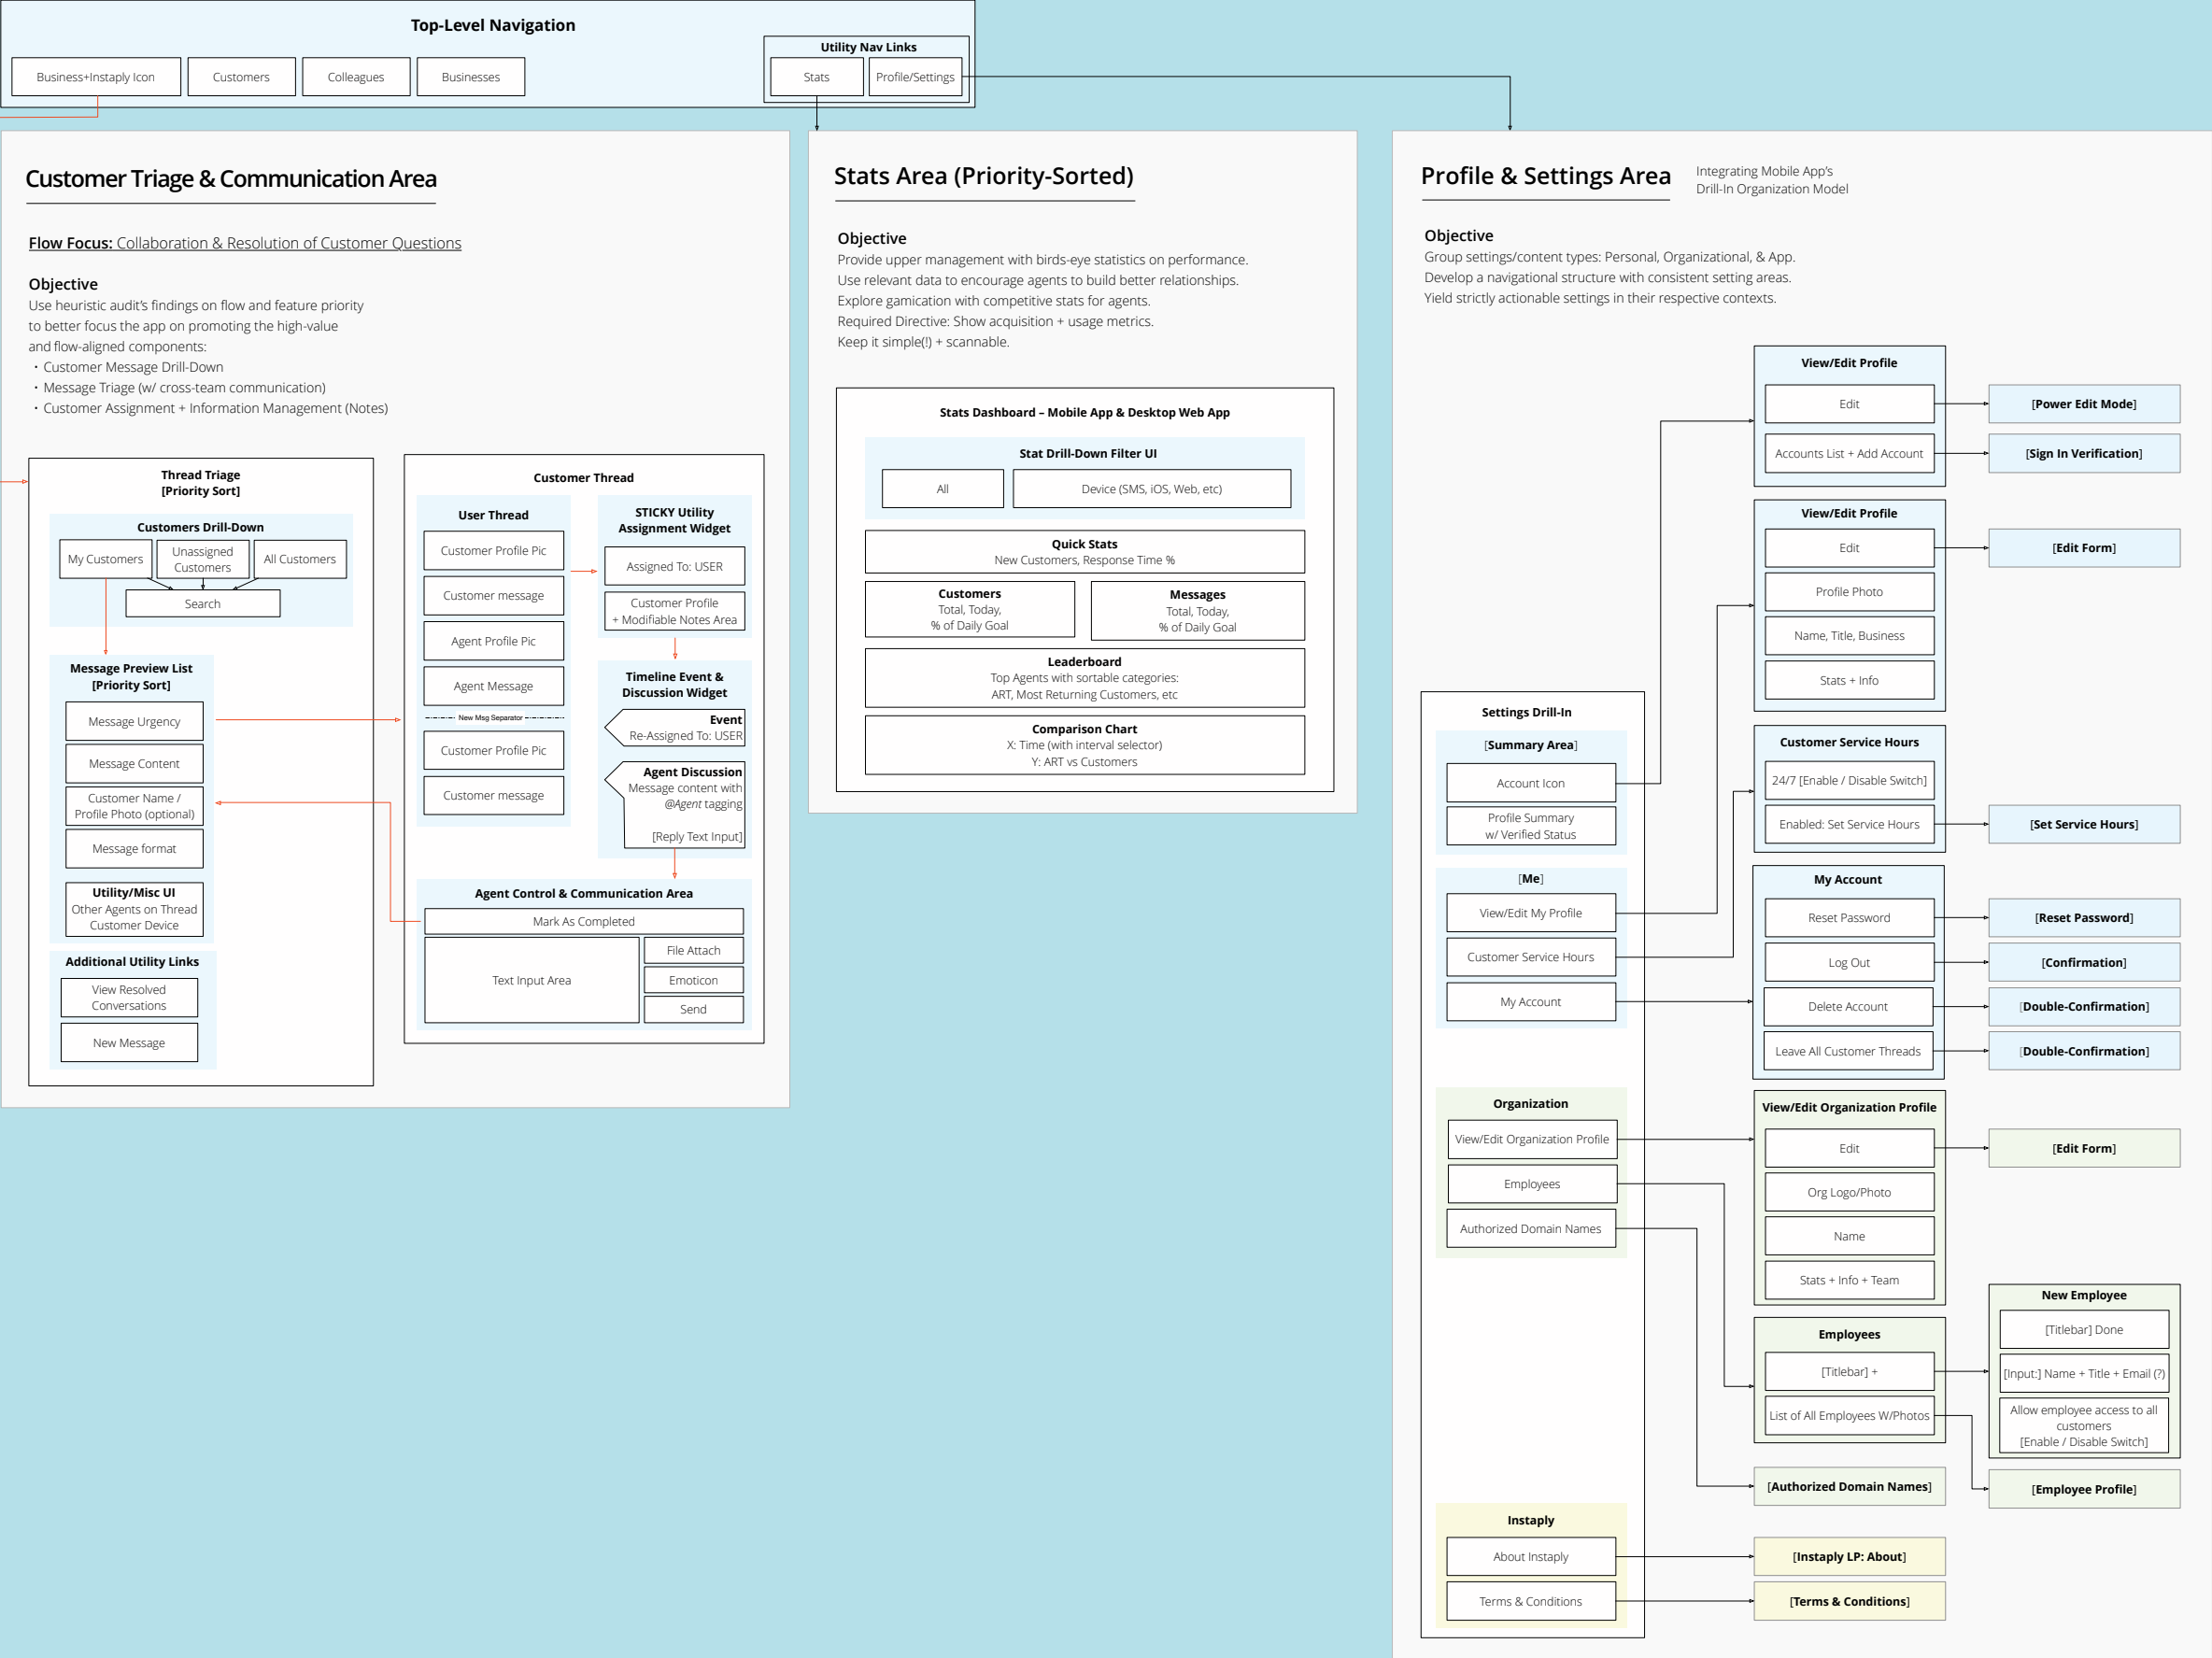 Top-Level Navigation
Business+Instaply Icon
Customers
Colleagues
Businesses
Utility Nav Links
Stats
Profile/Settings
Customer Triage & Communication Area
Flow Focus: Collaboration & Resolution of Customer Questions
Objective
Use heuristic audit's findings on flow and feature priority
to better focus the app on promoting the high-value
and flow-aligned components:
• Customer Message Drill-Down
• Message Triage (w/ cross-team communication)
• Customer Assignment + Information Management (Notes)
Thread Triage
[Priority Sort]
Customers Drill-Down
My Customers
Unassigned
Customers
All Customers
Search
Message Preview List
[Priority Sort]
Message Urgency
Message Content
Customer Name /
Profile Photo (optional)
Message format
Utility/Misc UI
Other Agents on Thread
Customer Device
Additional Utility Links
View Resolved
Conversations
New Message
Customer Thread
User Thread
Customer Profile Pic
Customer message
Agent Profile Pic
Agent Message
New Msg Separator
Customer Profile Pic
Customer message
STICKY Utility
Assignment Widget
Assigned To: USER
Customer Profile
+ Modifiable Notes Area
Timeline Event &
Discussion Widget
Event
Re-Assigned To: USER
Agent Discussion
Message content with
@Agent tagging
[Reply Text Input]
Agent Control & Communication Area
Mark As Completed
Text Input Area
File Attach
Emoticon
Send
Stats Area (Priority-Sorted)
Objective
Provide upper management with birds-eye statistics on performance.
Use relevant data to encourage agents to build better relationships.
Explore gamication with competitive stats for agents.
Required Directive: Show acquisition + usage metrics.
Keep it simple(!) + scannable.
Stats Dashboard – Mobile App & Desktop Web App
Stat Drill-Down Filter UI
All
Device (SMS, iOS, Web, etc)
Quick Stats
New Customers, Response Time %
Customers
Total, Today,
% of Daily Goal
Messages
Total, Today,
% of Daily Goal
Leaderboard
Top Agents with sortable categories:
ART, Most Returning Customers, etc
Comparison Chart
X: Time (with interval selector)
Y: ART vs Customers
Profile & Settings Area
Integrating Mobile App's
Drill-In Organization Model
Objective
Group settings/content types: Personal, Organizational, & App.
Develop a navigational structure with consistent setting areas.
Yield strictly actionable settings in their respective contexts.
Settings Drill-In
[Summary Area]
Account Icon
Profile Summary
w/ Verified Status
[Me]
View/Edit My Profile
Customer Service Hours
My Account
Organization
View/Edit Organization Profile
Employees
Authorized Domain Names
Instaply
About Instaply
Terms & Conditions
View/Edit Profile
Edit
Accounts List + Add Account
[Power Edit Mode]
[Sign In Verification]
View/Edit Profile
Edit
Profile Photo
Name, Title, Business
Stats + Info
[Edit Form]
Customer Service Hours
24/7 [Enable / Disable Switch]
Enabled: Set Service Hours
[Set Service Hours]
My Account
Reset Password
Log Out
Delete Account
Leave All Customer Threads
[Reset Password]
[Confirmation]
[Double-Confirmation]
[Double-Confirmation]
View/Edit Organization Profile
Edit
Org Logo/Photo
Name
Stats + Info + Team
[Edit Form]
Employees
[Titlebar] +
List of All Employees W/Photos
New Employee
[Titlebar] Done
[Input:] Name + Title + Email (?)
Allow employee access to all
customers
[Enable / Disable Switch]
[Employee Profile]
[Authorized Domain Names]
[Instaply LP: About]
[Terms & Conditions]